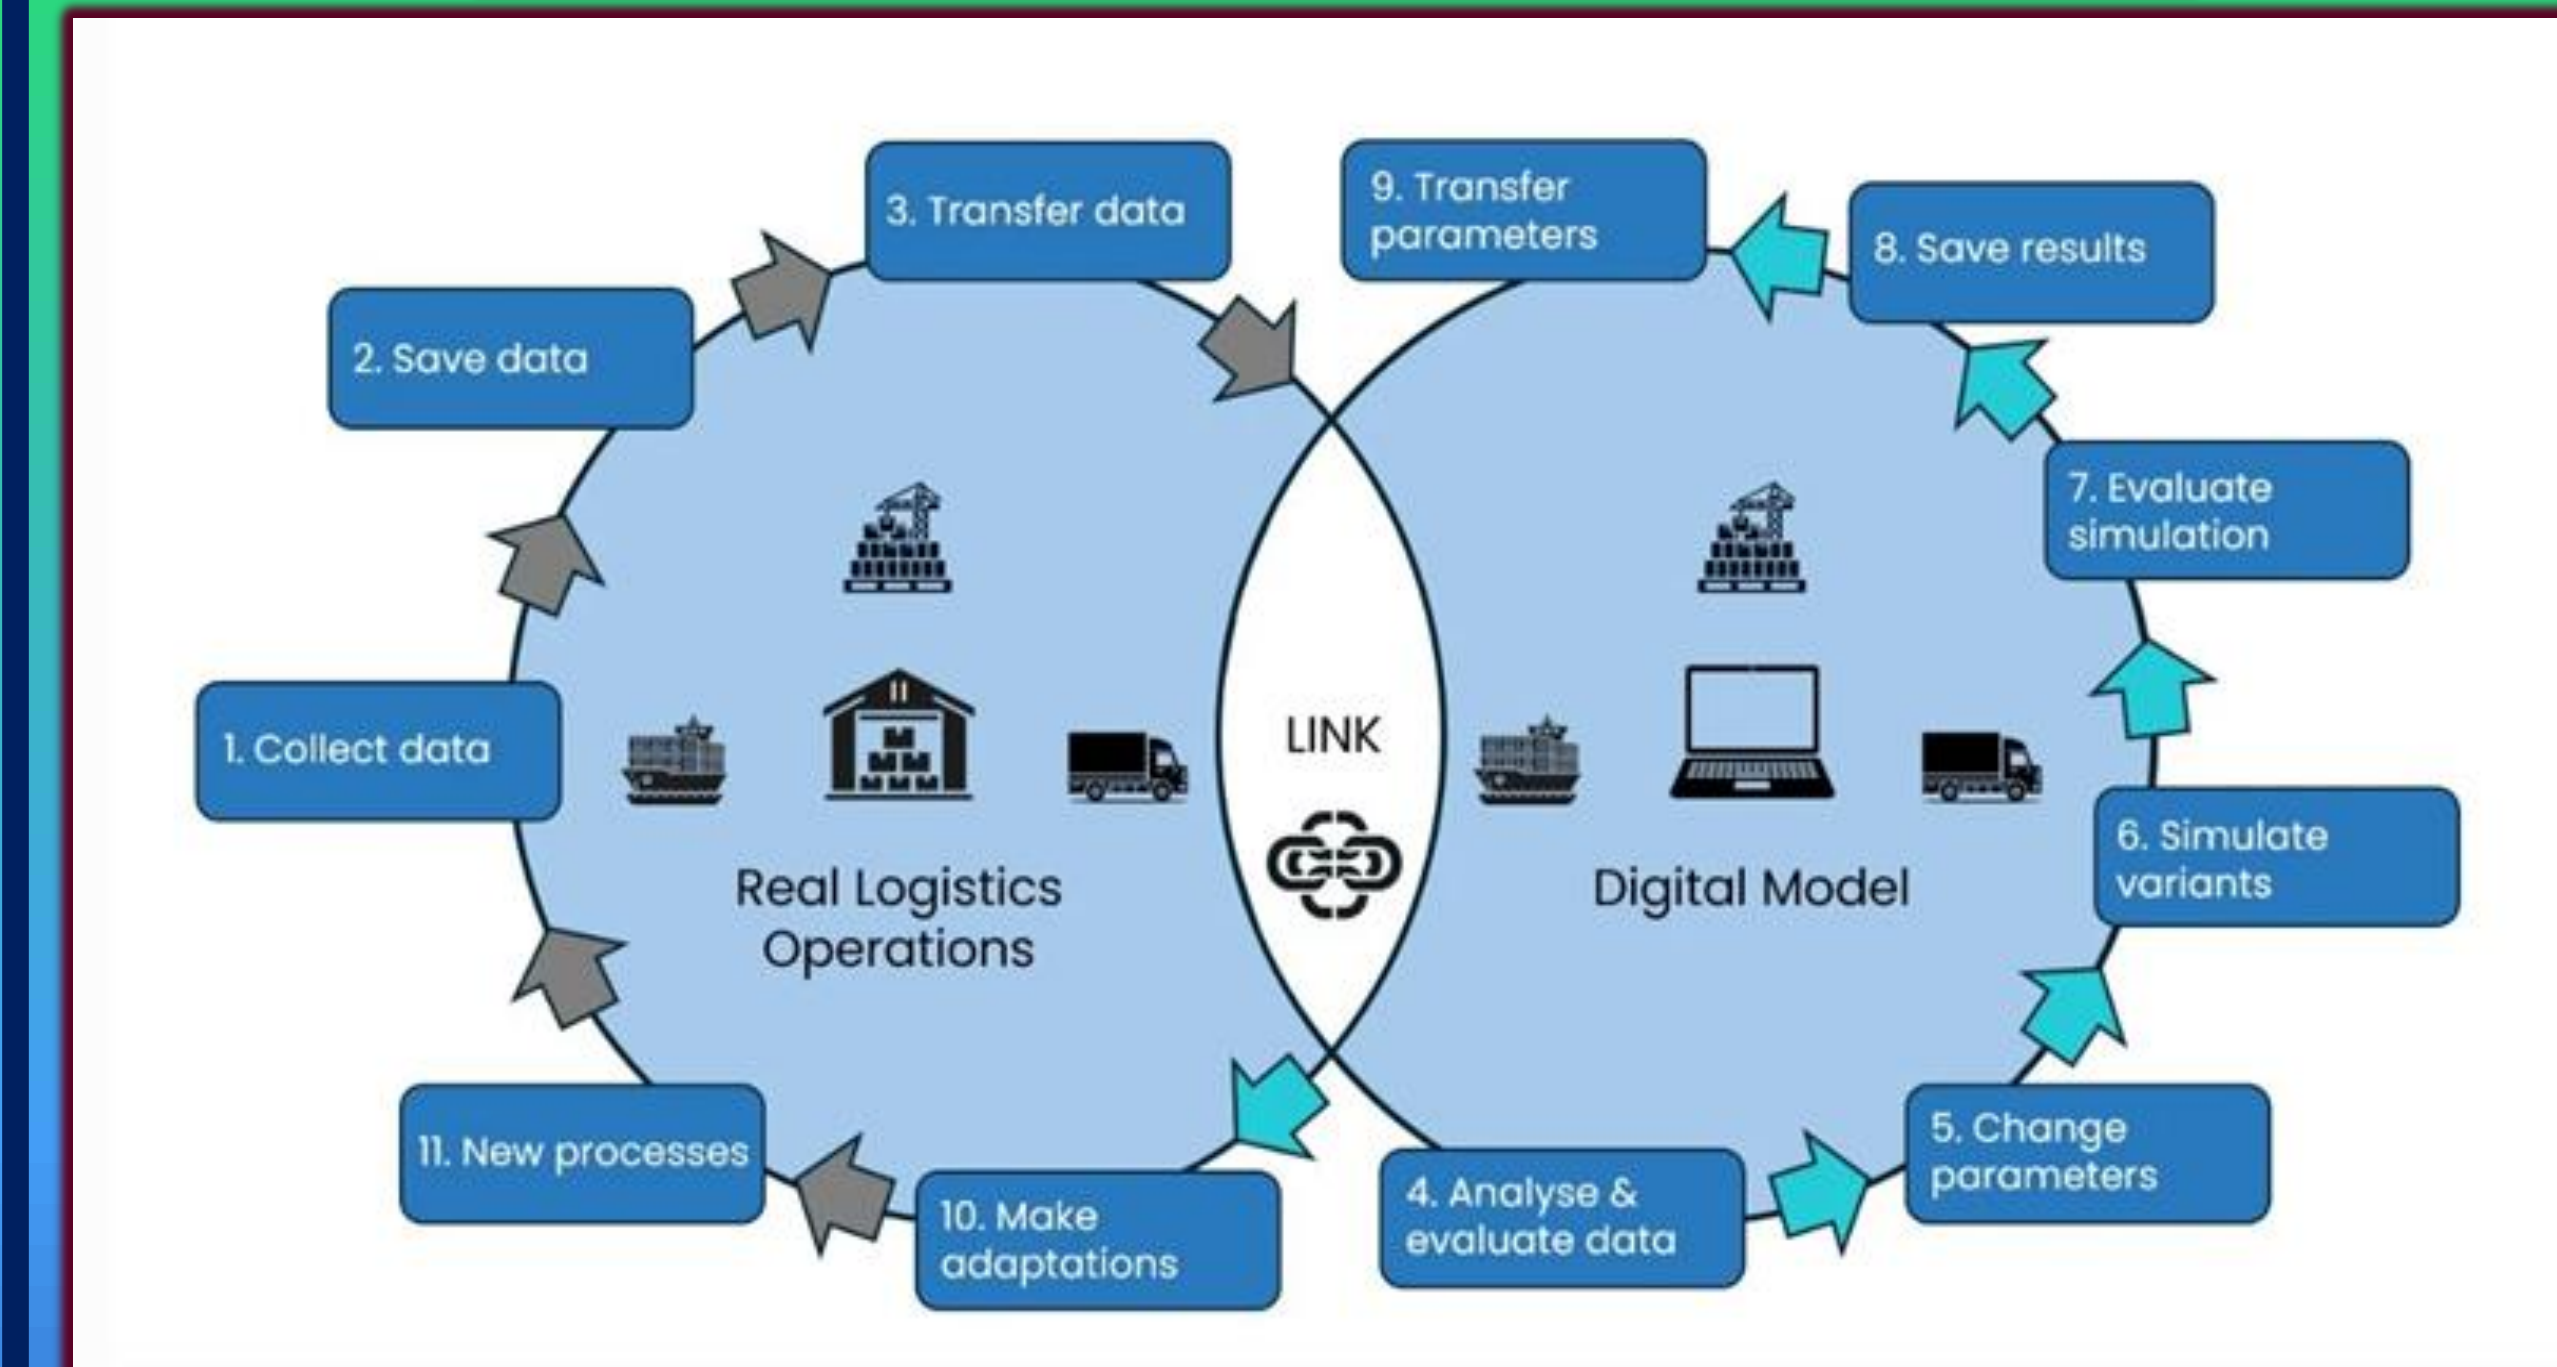 3. Transfer data
9. Transfer
parameters
8. Save results
2. Save data
7. Evaluate
simulation
1. Collect data
LINK
6. Simulate
variants
Real Logistics
Operations
Digital Model
11. New processes
5. Change
parameters
10. Make
adaptations
4. Analyse &
evaluate data